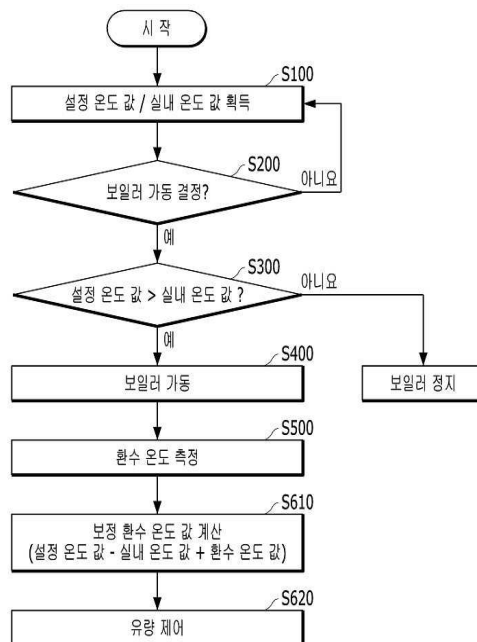 시 작
S100
설정 온도 값 / 실내 온도 값 획득
S200
보일러 가동 결정?
아니요
예
S300
설정 온도 값 > 실내 온도 값 ?
아니요
예
S400
보일러 가동
보일러 정지
S500
환수 온도 측정
S610
보정 환수 온도 값 계산
(설정 온도 값 - 실내 온도 값 + 환수 온도 값)
S620
유량 제어